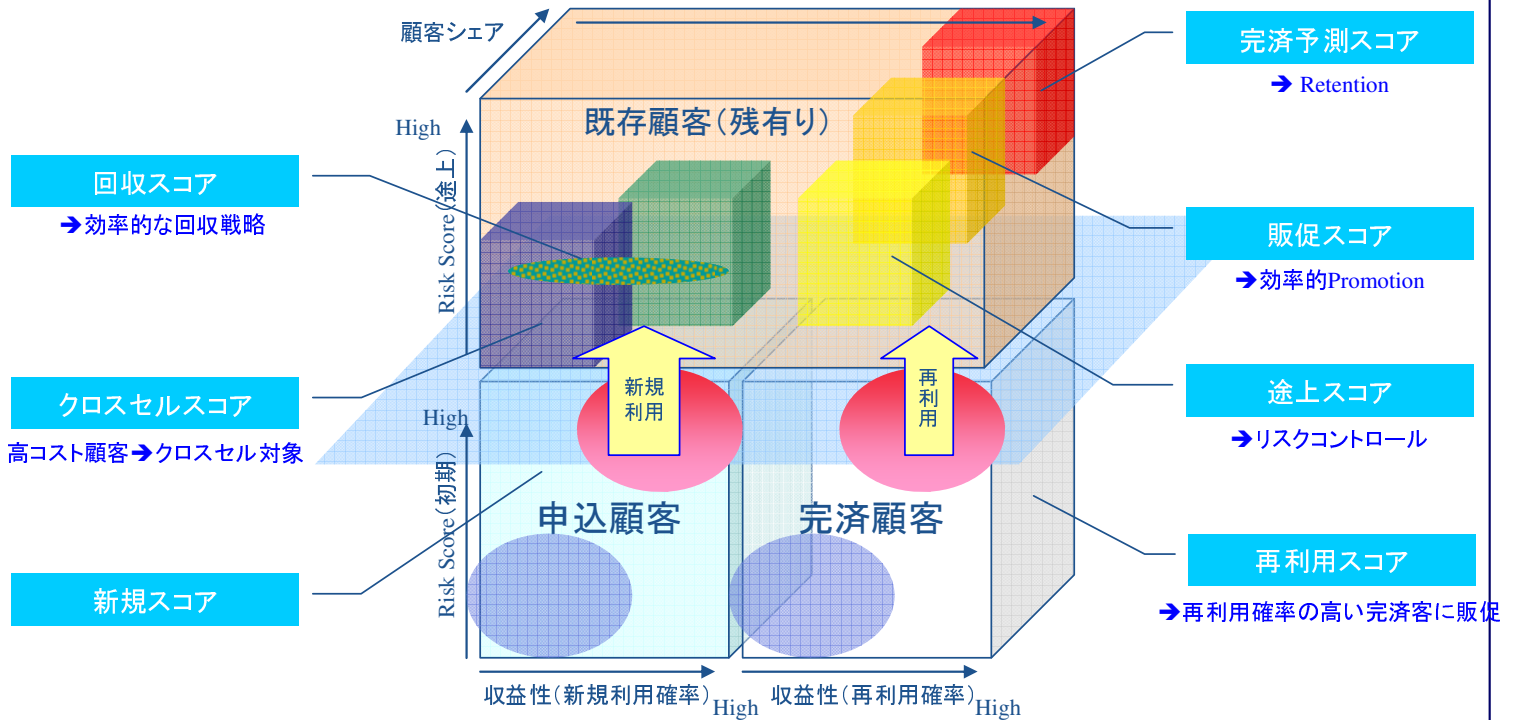 顧客シェア
完済予測スコア
➔ Retention
High
既存顧客（残有り）
Risk Score（途上）
回収スコア
➔効率的な回収戦略
販促スコア
➔効率的Promotion
クロスセルスコア
高コスト顧客➔クロスセル対象
新規
利用
再
利
用
途上スコア
➔リスクコントロール
High
Risk Score（初期）
申込顧客
完済顧客
新規スコア
再利用スコア
➔再利用確率の高い完済客に販促
収益性（新規利用確率）
High
収益性（再利用確率）
High